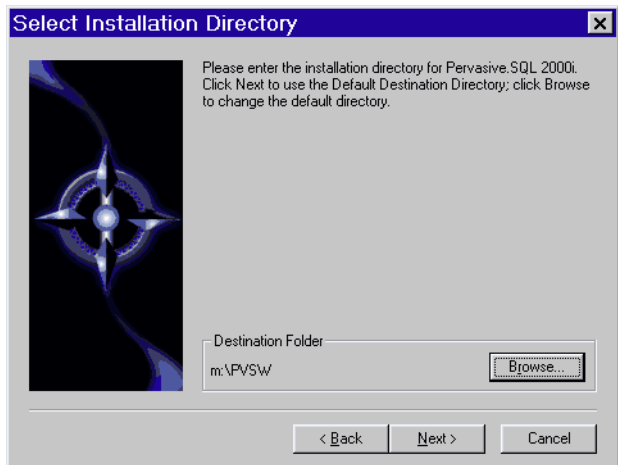 Select Installation Directory
Please enter the installation directory for Pervasive.SQL 2000i.
Click Next to use the Default Destination Directory; click Browse
to change the default directory.
Destination Folder
m:\PVSW
Browse...
< Back
Next >
Cancel